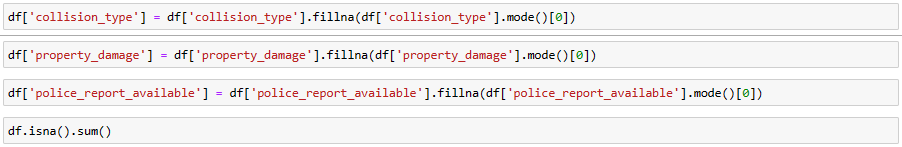 df['collision_type'] = df['collision_type'].fillna(df['collision_type'].mode()[0])
df['property_damage'] = df['property_damage'].fillna(df['property_damage'].mode()[0])
df['police_report_available'] = df['police_report_available'].fillna(df['police_report_available'].mode()[0])
df.isna().sum()